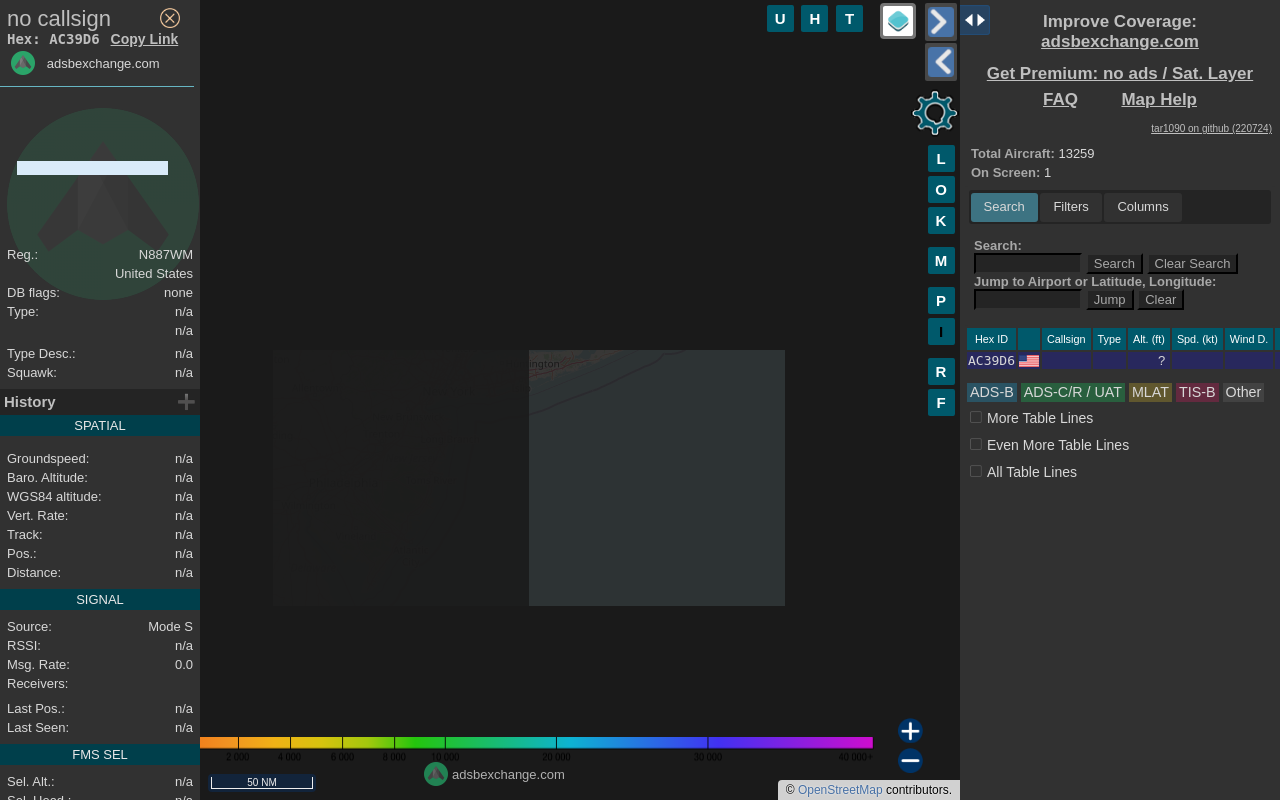 no callsign
Hex: AC39D6 Copy Link
adsbexchange.com
Reg.: N887WM
United States
DB flags: none
Type: n/a
n/a
Type Desc.: n/a
Squawk: n/a
History
SPATIAL
Groundspeed: n/a
Baro. Altitude: n/a
WGS84 altitude: n/a
Vert. Rate: n/a
Track: n/a
Pos.: n/a
Distance: n/a
SIGNAL
Source: Mode S
RSSI: n/a
Msg. Rate: 0.0
Receivers:
Last Pos.: n/a
Last Seen: n/a
FMS SEL
Sel. Alt.: n/a
Sel. Head.: n/a
U H T
L
O
K
M
P
I
R
F
ington
2 000 4 000 6 000 8 000 10 000 20 000 30 000 40 000+
50 NM
adsbexchange.com
© OpenStreetMap contributors.
Improve Coverage:
adsbexchange.com
Get Premium: no ads / Sat. Layer
FAQ Map Help
tar1090 on github (220724)
Total Aircraft: 13259
On Screen: 1
Search Filters Columns
Search:
Search Clear Search
Jump to Airport or Latitude, Longitude:
Jump Clear
Hex ID Callsign Type Alt. (ft) Spd. (kt) Wind D.
AC39D6 ?
ADS-B ADS-C/R / UAT MLAT TIS-B Other
More Table Lines
Even More Table Lines
All Table Lines